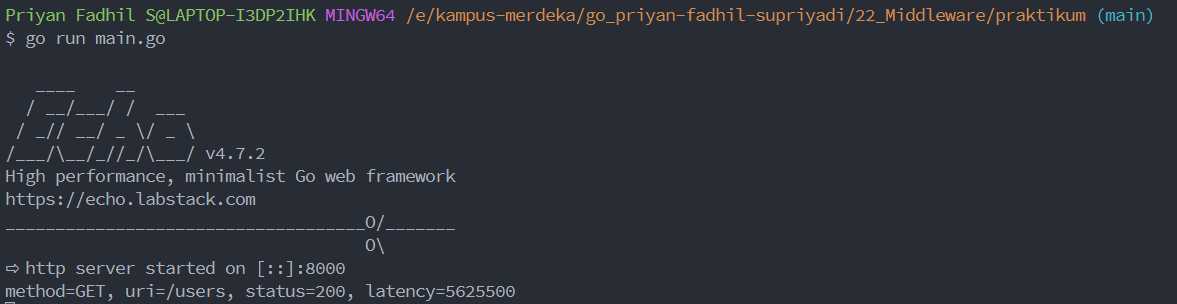 Priyan Fadhil S@LAPTOP-I3DP2IHK MINGW64 /e/kampus-merdeka/go_priyan-fadhil-supriyadi/22_Middleware/praktikum (main)
$ go run main.go
   ____    __
  / __/___/ /  ___
 / _// __/ _ \/ _ \
/___/\__/_//_/\___/ v4.7.2
High performance, minimalist Go web framework
https://echo.labstack.com
____________________________________O/_______
                                    O\
⇨ http server started on [::]:8000
method=GET, uri=/users, status=200, latency=5625500